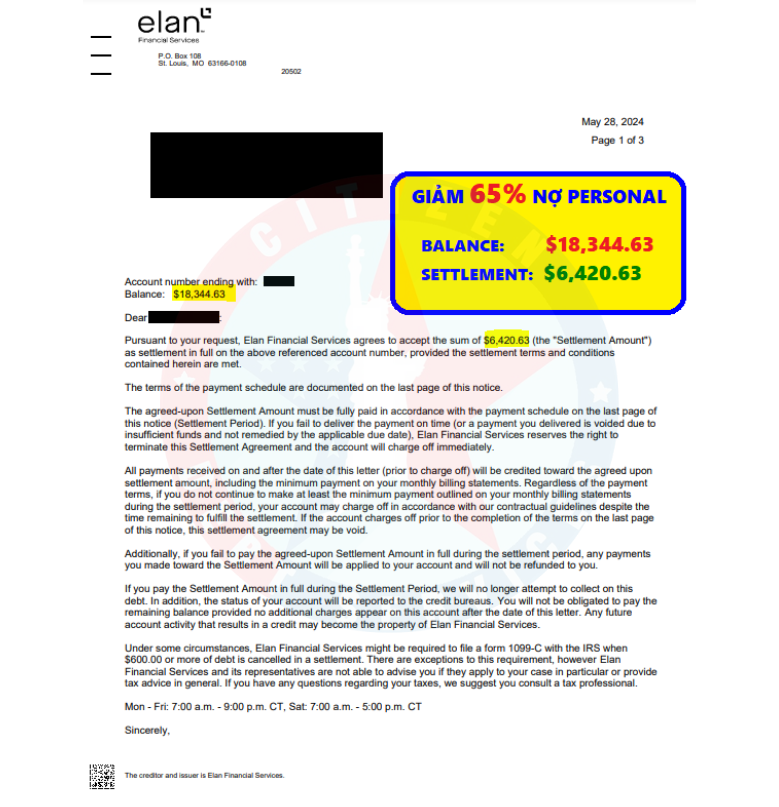 elan
Financial Services
P.O. Box 108
St. Louis, MO 63166-0108
20502
May 28, 2024
Page 1 of 3
GIẢM 65% NỢ PERSONAL
BALANCE: $18,344.63
SETTLEMENT: $6,420.63
CITIZEN
Account number ending with:
Balance: $18,344.63
Dear :
Pursuant to your request, Elan Financial Services agrees to accept the sum of $6,420.63 (the "Settlement Amount")
as settlement in full on the above referenced account number, provided the settlement terms and conditions
contained herein are met.
The terms of the payment schedule are documented on the last page of this notice.
The agreed-upon Settlement Amount must be fully paid in accordance with the payment schedule on the last page of
this notice (Settlement Period). If you fail to deliver the payment on time (or a payment you delivered is voided due to
insufficient funds and not remedied by the applicable due date), Elan Financial Services reserves the right to
terminate this Settlement Agreement and the account will charge off immediately.
All payments received on and after the date of this letter (prior to charge off) will be credited toward the agreed upon
settlement amount, including the minimum payment on your monthly billing statements. Regardless of the payment
terms, if you do not continue to make at least the minimum payment outlined on your monthly billing statements
during the settlement period, your account may charge off in accordance with our contractual guidelines despite the
time remaining to fulfill the settlement. If the account charges off prior to the completion of the terms on the last page
of this notice, this settlement agreement may be void.
Additionally, if you fail to pay the agreed-upon Settlement Amount in full during the settlement period, any payments
you made toward the Settlement Amount will be applied to your account and will not be refunded to you.
If you pay the Settlement Amount in full during the Settlement Period, we will no longer attempt to collect on this
debt. In addition, the status of your account will be reported to the credit bureaus. You will not be obligated to pay the
remaining balance provided no additional charges appear on this account after the date of this letter. Any future
account activity that results in a credit may become the property of Elan Financial Services.
Under some circumstances, Elan Financial Services might be required to file a form 1099-C with the IRS when
$600.00 or more of debt is cancelled in a settlement. There are exceptions to this requirement, however Elan
Financial Services and its representatives are not able to advise you if they apply to your case in particular or provide
tax advice in general. If you have any questions regarding your taxes, we suggest you consult a tax professional.
Mon - Fri: 7:00 a.m. - 9:00 p.m. CT, Sat: 7:00 a.m. - 5:00 p.m. CT
Sincerely,
The creditor and issuer is Elan Financial Services.